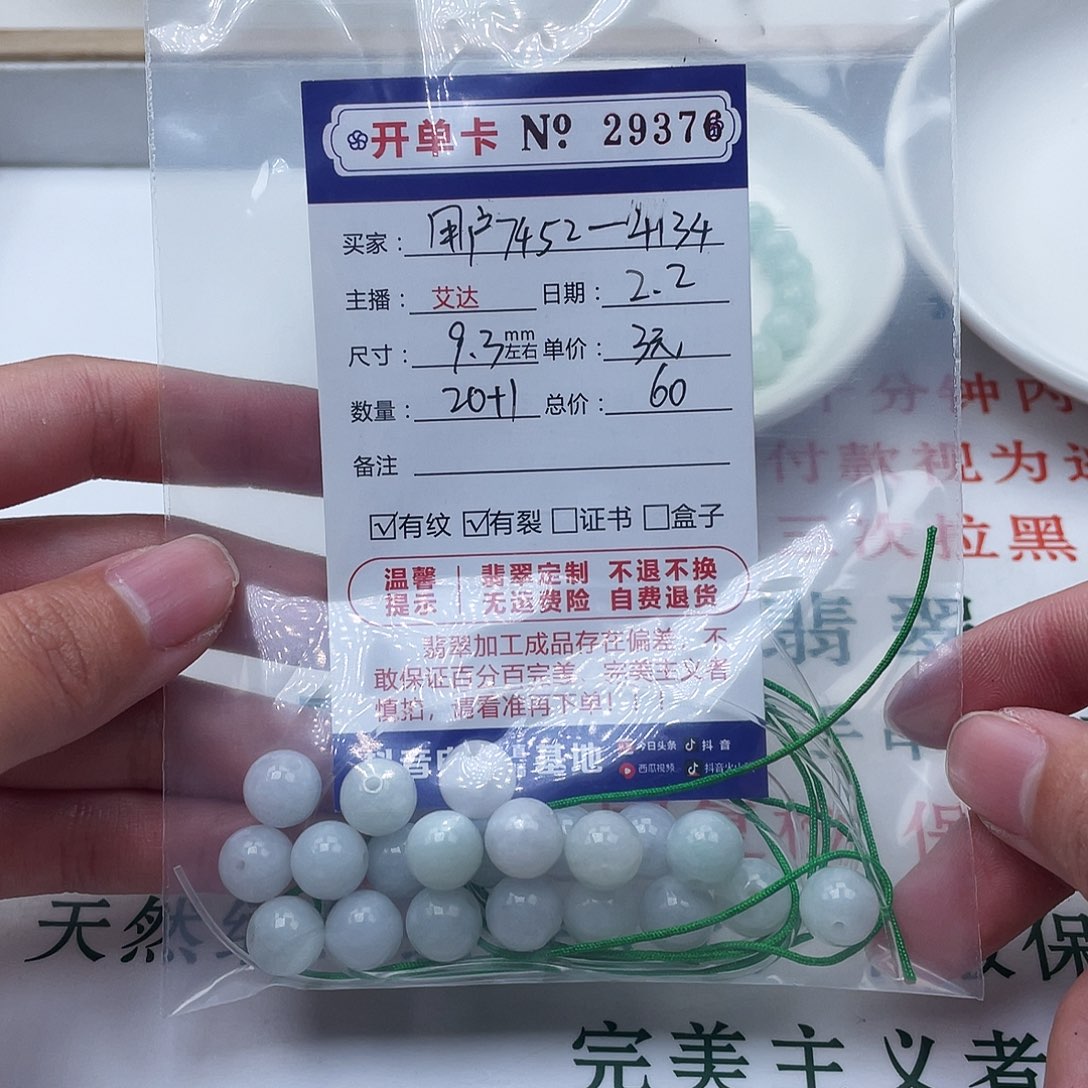 开单卡 Nº 29376
买家：用户7452-4134
主播：艾达 日期：2.2
尺寸：9.3mm左右 单价：3元
数量：20+1 总价：60
备注
☑有纹 ☑有裂 □证书 □盒子
温馨提示 翡翠定制 不退不换
无运费险 自费退货
翡翠加工成品存在偏差，不
敢保证百分百完美，完美主义者
慎拍，请看准再下单！！！
基地
今日头条 抖音
西瓜视频 抖音火
分钟内
付款视为
三次拉黑
翡翠
保
天然
保
完美主义者